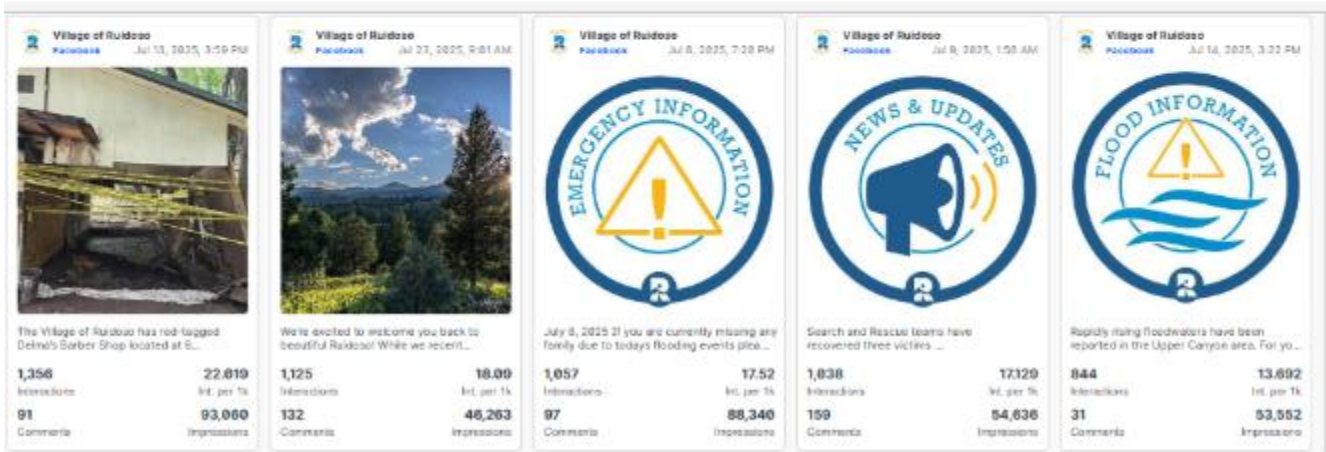 Village of Ruidoso
Facebook Jul 13, 2025, 3:59 PM
The Village of Ruidoso has red-tagged
Delma's Barber Shop located at
1,356 22.619
Interactions Int. per 1k
91 93,060
Comments Impressions
Village of Ruidoso
Facebook Jul 23, 2025, 9:01 AM
We're excited to welcome you back to
beautiful Ruidoso! While we recent...
1,125 18.09
Interactions Int. per 1k
132 46,263
Comments Impressions
Village of Ruidoso
Facebook Jul 8, 2025, 7:20 PM
EMERGENCY INFORMATION
R
July 8, 2025 If you are currently missing any
family due to todays flooding events plea...
1,057 17.52
Interactions Int. per 1k
97 88,340
Comments Impressions
Village of Ruidoso
Facebook Jul 9, 2025, 1:50 AM
NEWS & UPDATES
R
Search and Rescue teams have
recovered three victims ...
1,038 17.129
Interactions Int. per 1k
159 54,636
Comments Impressions
Village of Ruidoso
Facebook Jul 14, 2025, 3:22 PM
FLOOD INFORMATION
R
Rapidly rising floodwaters have been
reported in the Upper Canyon area. For yo...
844 13.692
Interactions Int. per 1k
31 53,552
Comments Impressions